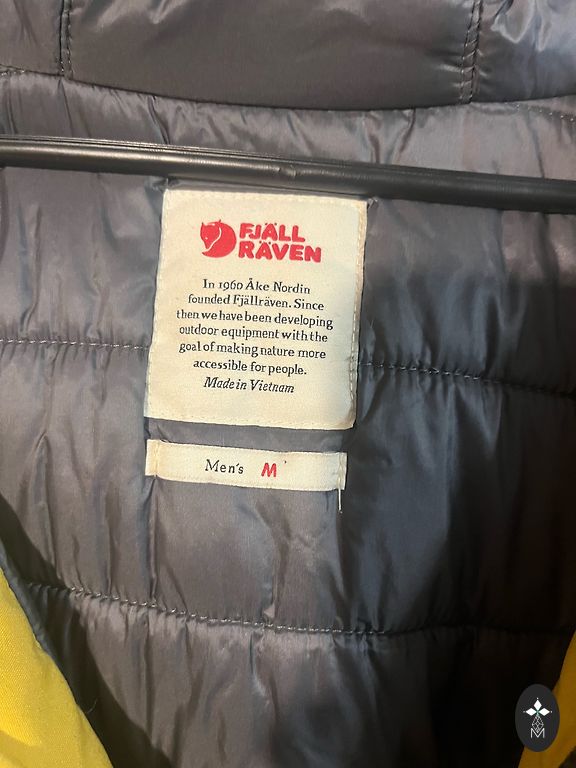 FJÄLL
RÄVEN
In 1960 Åke Nordin
founded Fjällräven. Since
then we have been developing
outdoor equipment with the
goal of making nature more
accessible for people.
Made in Vietnam
Men's M
M